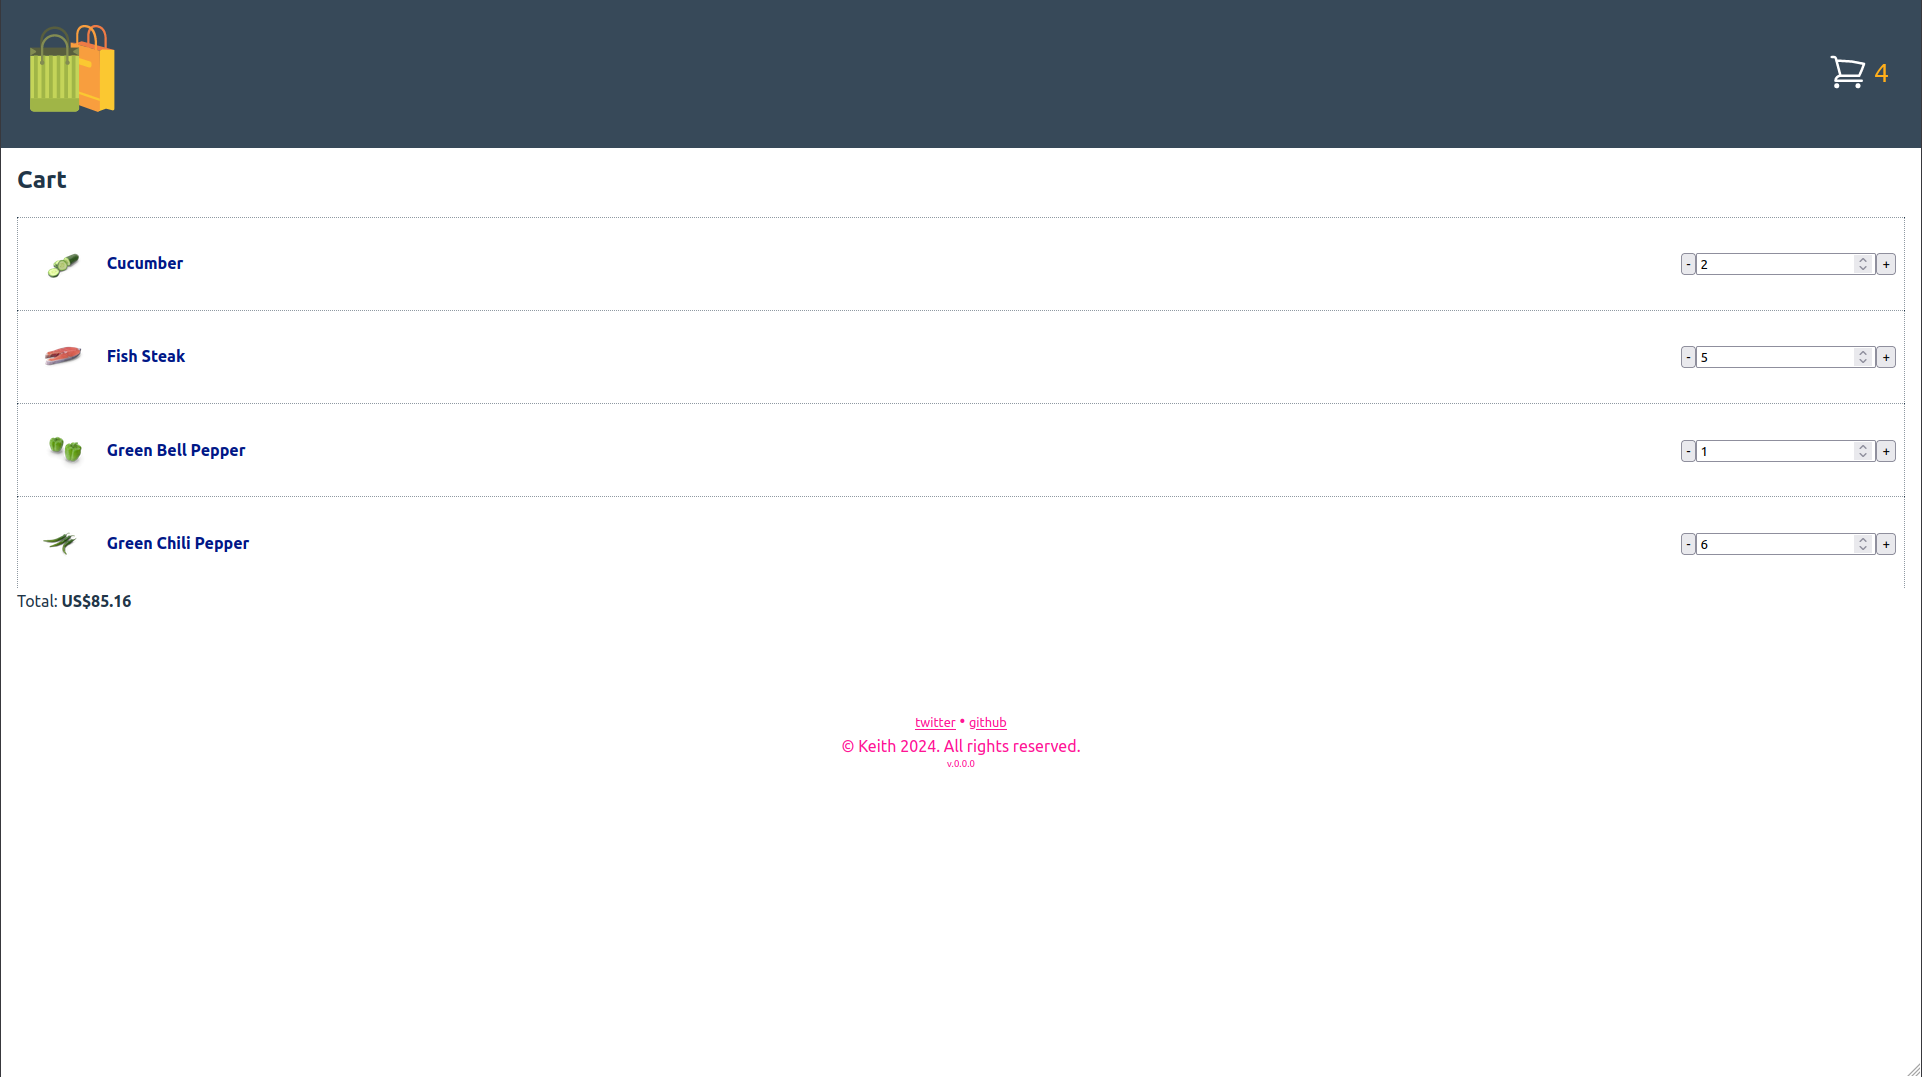 4
Cart
Cucumber - 2 +
Fish Steak - 5 +
Green Bell Pepper - 1 +
Green Chili Pepper - 6 +
Total: US$85.16
twitter • github
© Keith 2024. All rights reserved.
v.0.0.0